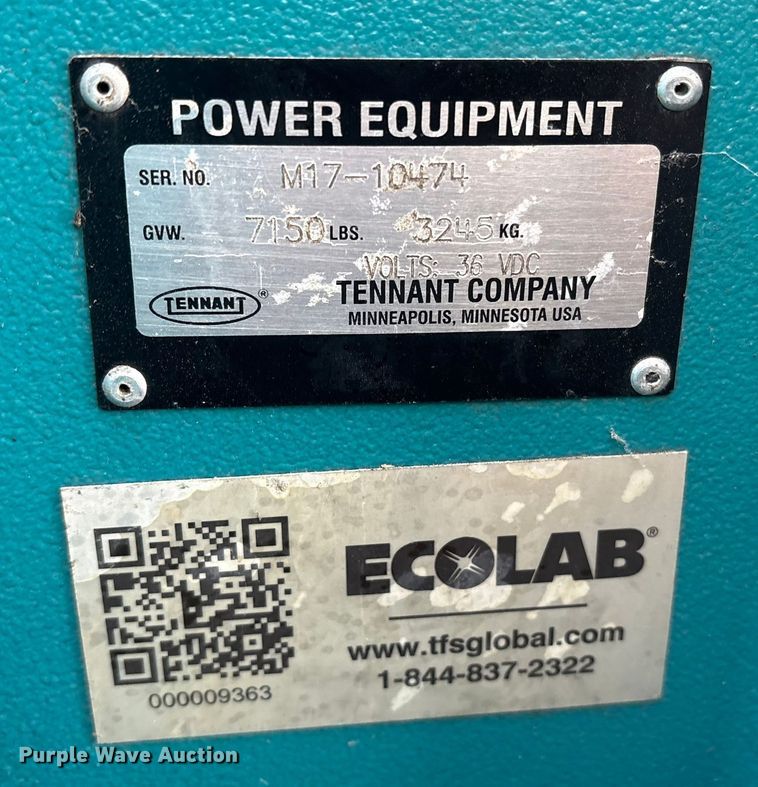 POWER EQUIPMENT
SER. NO. M17-10474
GVW. 7150 LBS. 3245 KG.
VOLTS: 36 VDC
TENNANT ® TENNANT COMPANY
MINNEAPOLIS, MINNESOTA USA
ECOLAB®
www.tfsglobal.com
1-844-837-2322
000009363
Purple Wave Auction